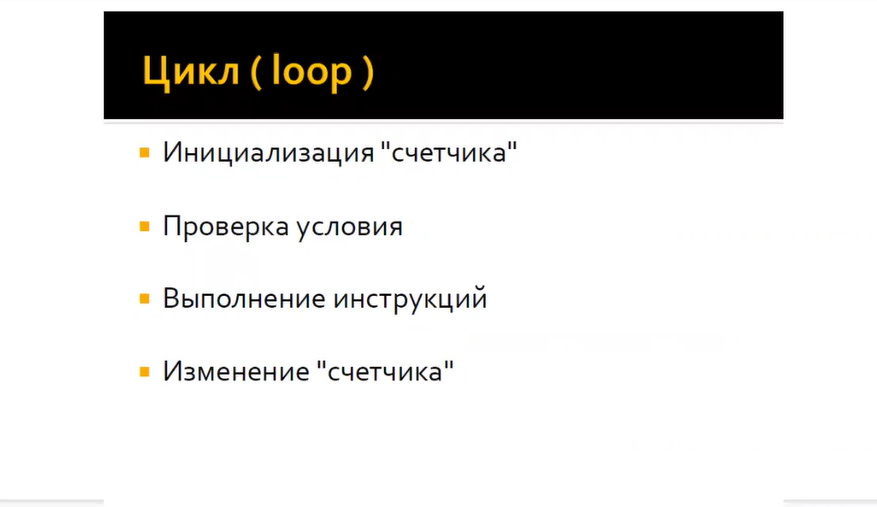 Цикл ( loop )
Инициализация "счетчика"
Проверка условия
Выполнение инструкций
Изменение "счетчика"